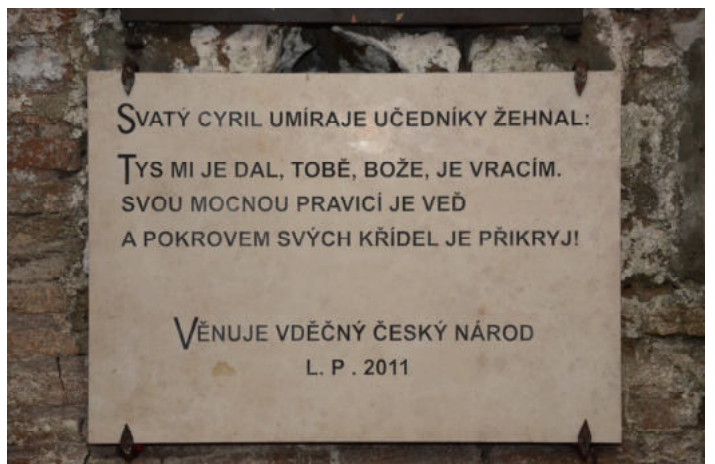 SVATÝ CYRIL UMÍRAJE UČEDNÍKY ŽEHNAL:
TYS MI JE DAL, TOBĚ, BOŽE, JE VRACÍM.
SVOU MOCNOU PRAVICÍ JE VEĎ
A POKROVEM SVÝCH KŘÍDEL JE PŘIKRYJ!
VĚNUJE VDĚČNÝ ČESKÝ NÁROD
L. P . 2011